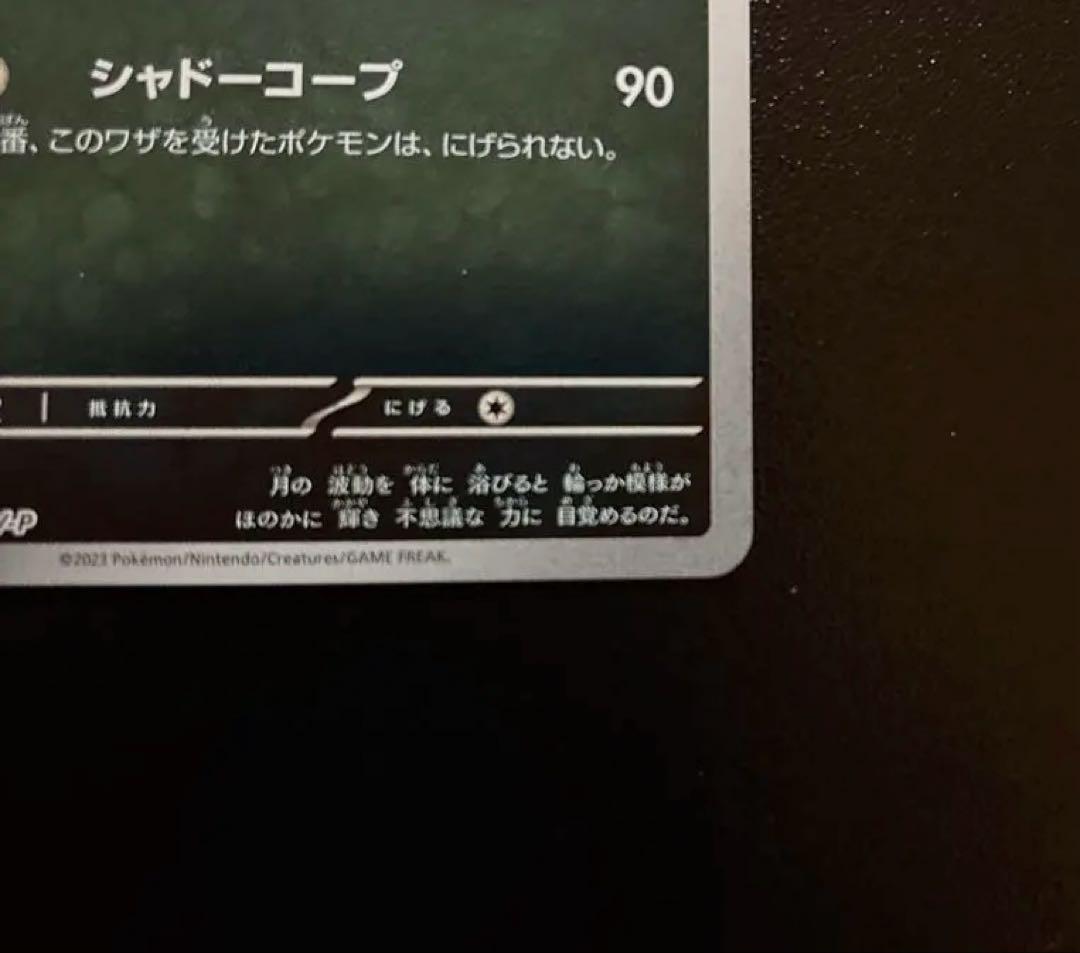 シャドーコープ 90
番、このワザを受けたポケモンは、にげられない。
抵抗力 にげる
月の 波動を 体に 浴びると 輪っか模様が
ほのかに 輝き 不思議な 力に 目覚めるのだ。
V-P
©2023 Pokémon/Nintendo/Creatures/GAME FREAK.